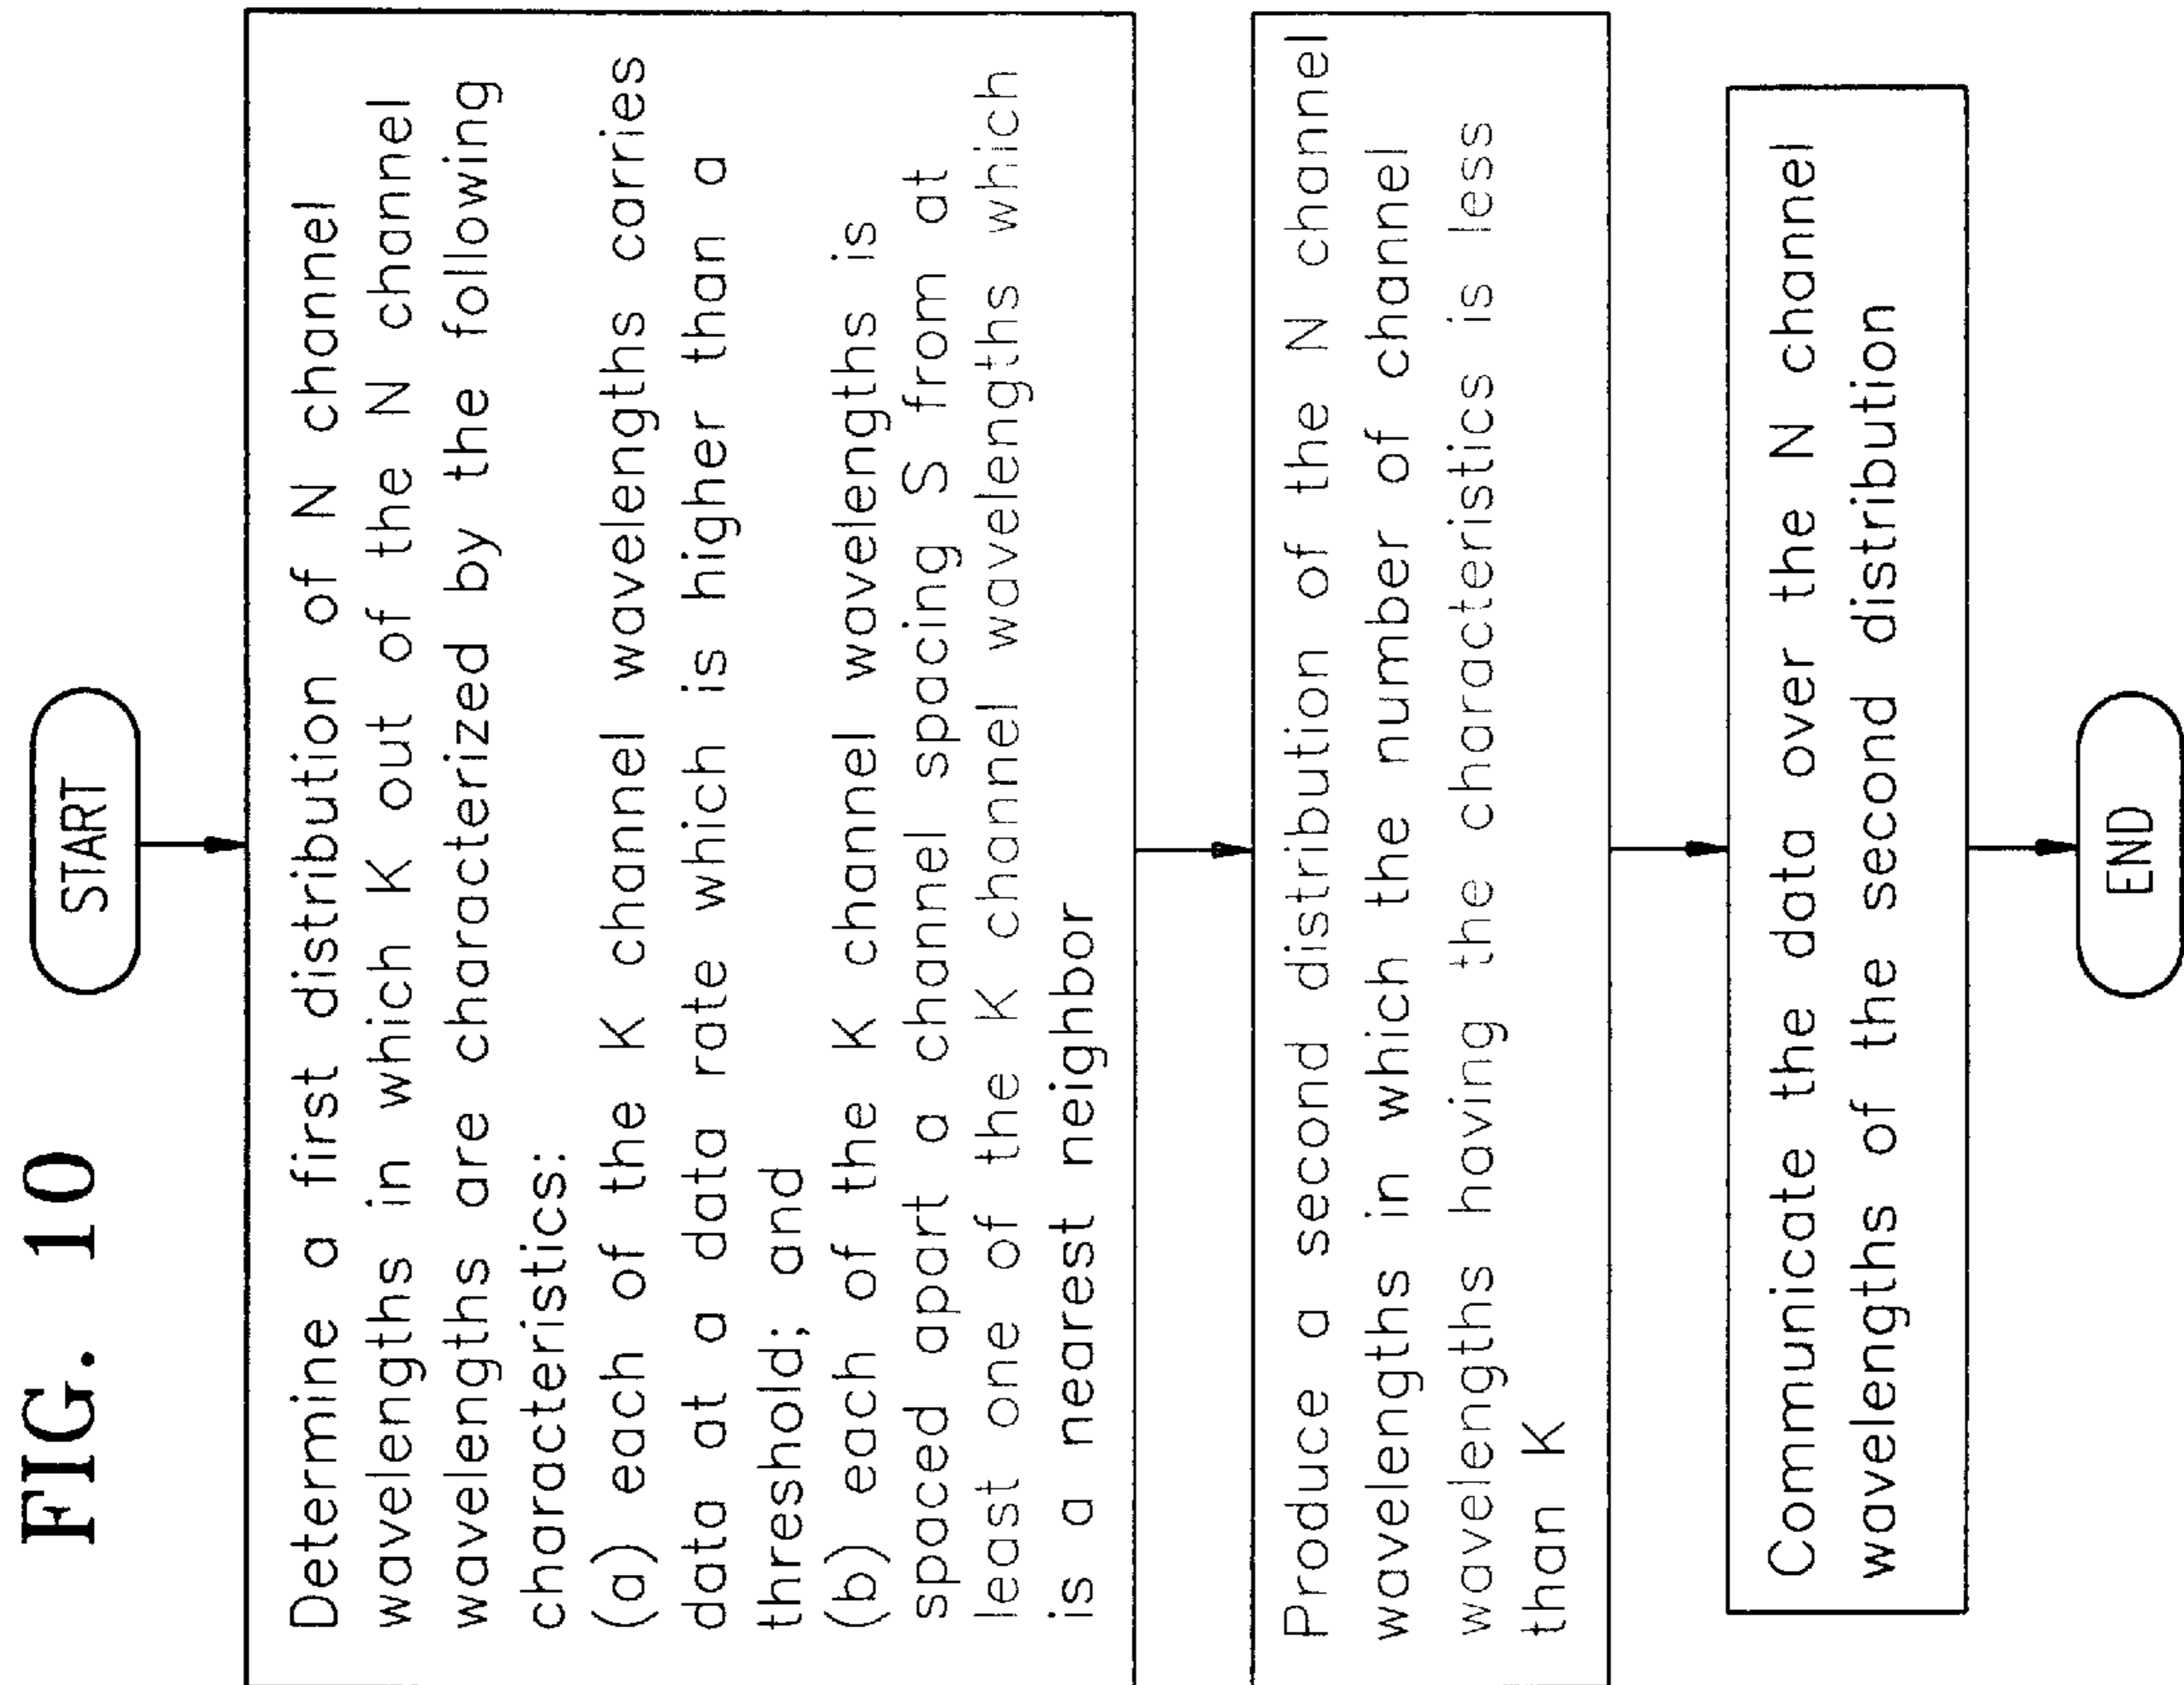 FIG. 10
START
Determine a first distribution of N channel
wavelengths in which K out of the N channel
wavelengths are characterized by the following
characteristics:
(a) each of the K channel wavelengths carries
data at a data rate which is higher than a
threshold; and
(b) each of the K channel wavelengths is
spaced apart a channel spacing S from at
least one of the K channel wavelengths which
is a nearest neighbor
Produce a second distribution of the N channel
wavelengths in which the number of channel
wavelengths having the characteristics is less
than K
Communicate the data over the N channel
wavelengths of the second distribution
END